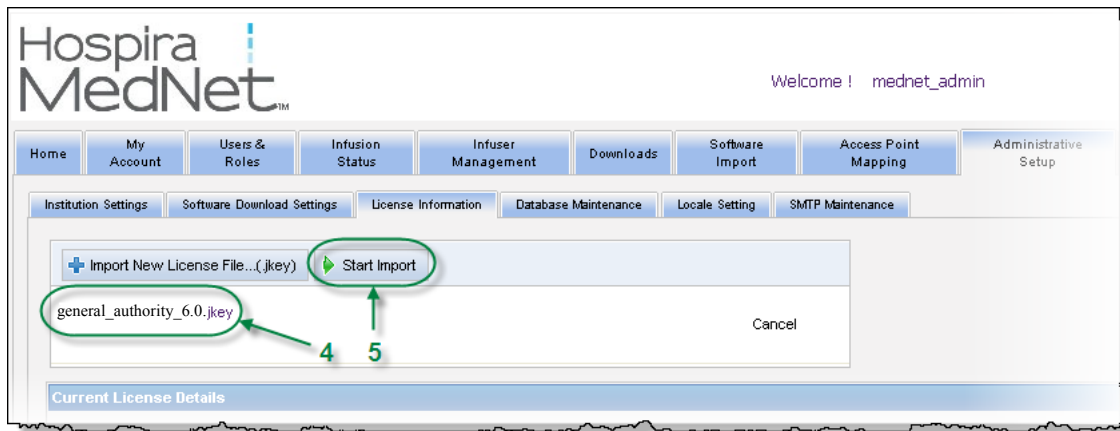 Hospira
MedNet™
Welcome ! mednet_admin
Home
My
Account
Users &
Roles
Infusion
Status
Infuser
Management
Downloads
Software
Import
Access Point
Mapping
Administrative
Setup
Institution Settings
Software Download Settings
License Information
Database Maintenance
Locale Setting
SMTP Maintenance
Import New License File...(.jkey)
Start Import
general_authority_6.0.jkey
Cancel
4
5
Current License Details